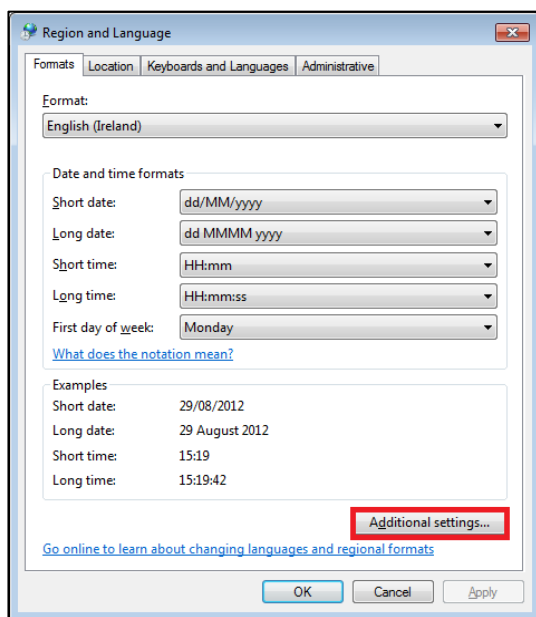 Region and Language
Formats Location Keyboards and Languages Administrative
Format:
English (Ireland)
Date and time formats
Short date: dd/MM/yyyy
Long date: dd MMMM yyyy
Short time: HH:mm
Long time: HH:mm:ss
First day of week: Monday
What does the notation mean?
Examples
Short date: 29/08/2012
Long date: 29 August 2012
Short time: 15:19
Long time: 15:19:42
Additional settings...
Go online to learn about changing languages and regional formats
OK Cancel Apply